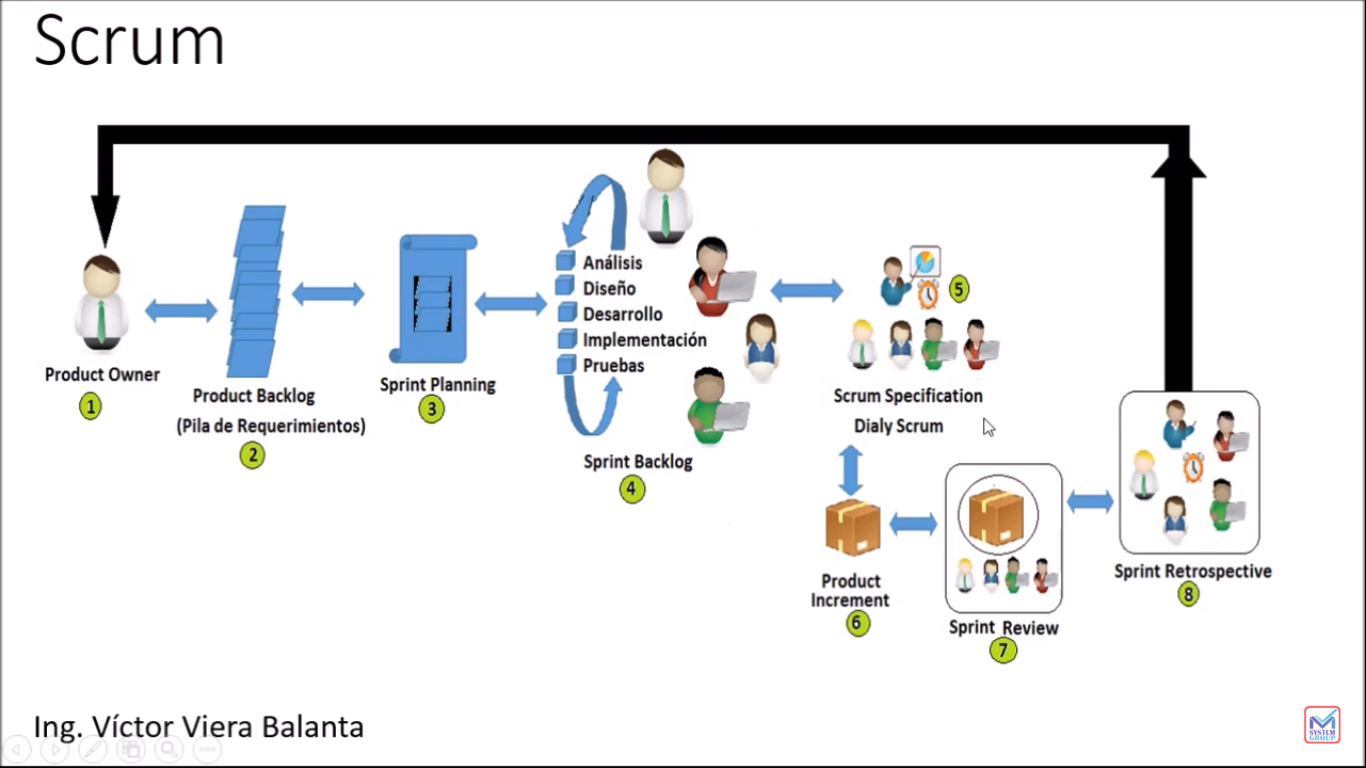 Scrum
Product Owner
1
Product Backlog
(Pila de Requerimientos)
2
Sprint Planning
3
Análisis
Diseño
Desarrollo
Implementación
Pruebas
Sprint Backlog
4
5
Scrum Specification
Dialy Scrum
Product
Increment
6
Sprint Review
7
Sprint Retrospective
8
Ing. Víctor Viera Balanta
SYSTEM
GROUP